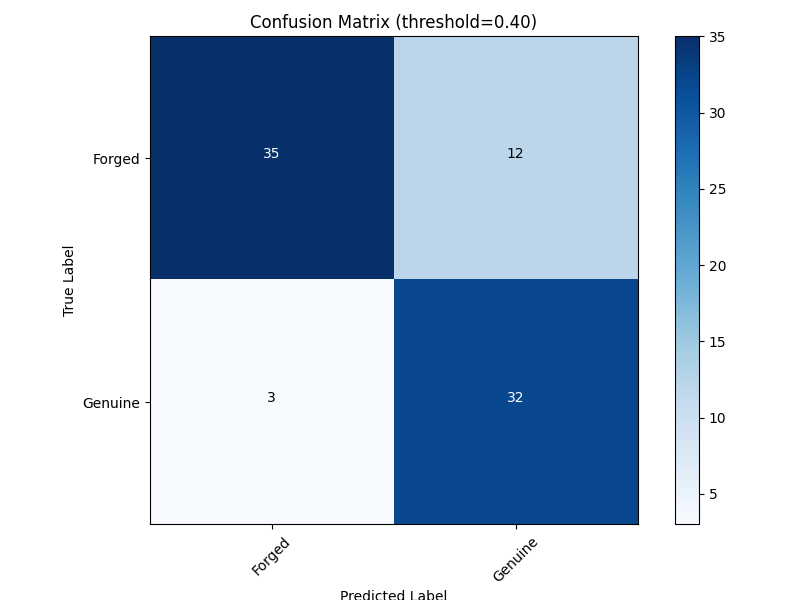 Confusion Matrix (threshold=0.40)
True Label
Forged
35
12
Genuine
3
32
Forged
Genuine
Predicted Label
35
30
25
20
15
10
5